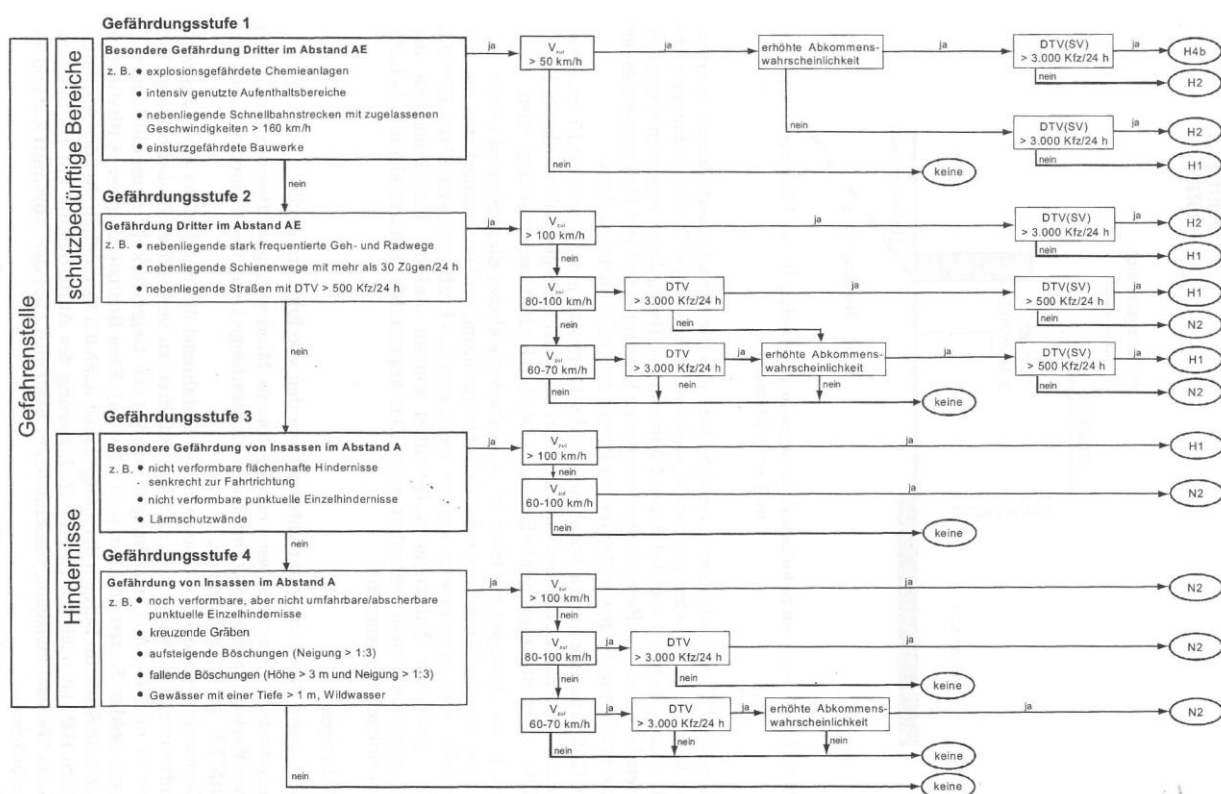 Gefahrenstelle
schutzbedürftige Bereiche
Hindernisse
Gefährdungsstufe 1
Besondere Gefährdung Dritter im Abstand AE
z. B. • explosionsgefährdete Chemieanlagen
• intensiv genutzte Aufenthaltsbereiche
• nebenliegende Schnellbahnstrecken mit zugelassenen
Geschwindigkeiten > 160 km/h
• einsturzgefährdete Bauwerke
ja
V zul
> 50 km/h
ja
erhöhte Abkommens-
wahrscheinlichkeit
ja
DTV(SV)
> 3.000 Kfz/24 h
ja
H4b
nein
H2
nein
DTV(SV)
> 3.000 Kfz/24 h
ja
H2
nein
H1
nein
keine
nein
Gefährdungsstufe 2
Gefährdung Dritter im Abstand AE
z. B. • nebenliegende stark frequentierte Geh- und Radwege
• nebenliegende Schienenwege mit mehr als 30 Zügen/24 h
• nebenliegende Straßen mit DTV > 500 Kfz/24 h
ja
V zul
> 100 km/h
ja
DTV(SV)
> 3.000 Kfz/24 h
ja
H2
nein
H1
nein
V zul
80-100 km/h
DTV
> 3.000 Kfz/24 h
ja
DTV(SV)
> 500 Kfz/24 h
ja
H1
nein
N2
nein
nein
V zul
60-70 km/h
DTV
> 3.000 Kfz/24 h
ja
erhöhte Abkommens-
wahrscheinlichkeit
ja
DTV(SV)
> 500 Kfz/24 h
ja
H1
nein
N2
nein
nein
nein
keine
nein
Gefährdungsstufe 3
Besondere Gefährdung von Insassen im Abstand A
z. B. • nicht verformbare flächenhafte Hindernisse
senkrecht zur Fahrtrichtung
• nicht verformbare punktuelle Einzelhindernisse
• Lärmschutzwände
ja
V zul
> 100 km/h
ja
H1
nein
V zul
60-100 km/h
ja
N2
nein
keine
nein
Gefährdungsstufe 4
Gefährdung von Insassen im Abstand A
z. B. • noch verformbare, aber nicht umfahrbare/abscherbare
punktuelle Einzelhindernisse
• kreuzende Gräben
• aufsteigende Böschungen (Neigung > 1:3)
• fallende Böschungen (Höhe > 3 m und Neigung > 1:3)
• Gewässer mit einer Tiefe > 1 m, Wildwasser
ja
V zul
> 100 km/h
ja
N2
nein
V zul
80-100 km/h
ja
DTV
> 3.000 Kfz/24 h
ja
N2
nein
keine
nein
V zul
60-70 km/h
ja
DTV
> 3.000 Kfz/24 h
ja
erhöhte Abkommens-
wahrscheinlichkeit
ja
N2
nein
nein
nein
keine
nein
keine